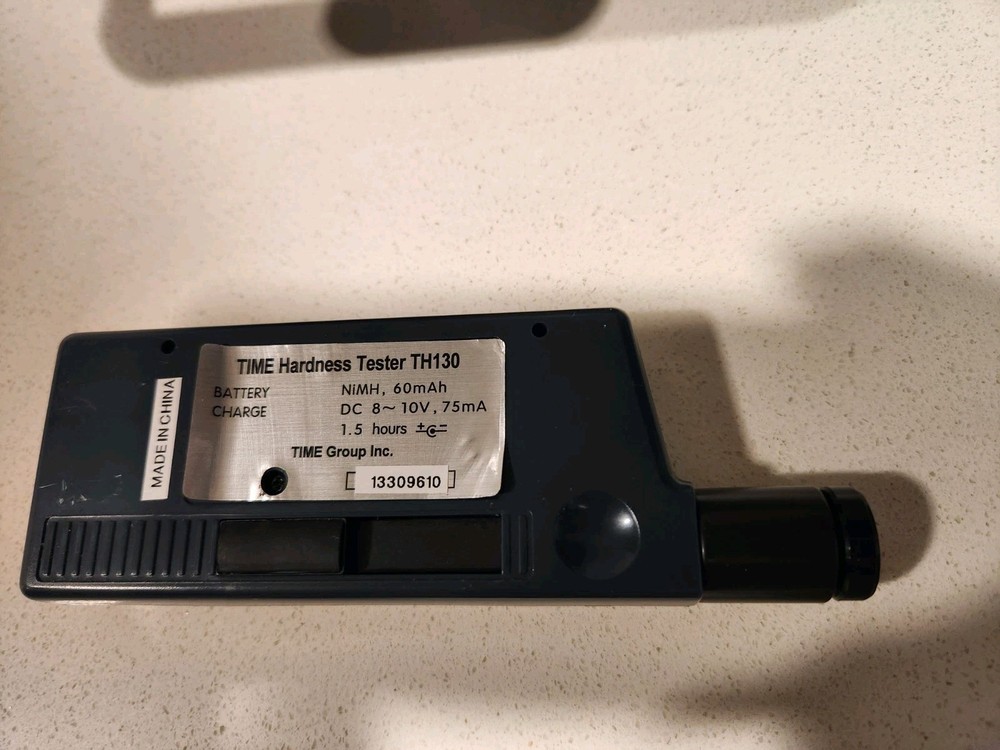 TIME Hardness Tester TH130
BATTERY NiMH, 60mAh
CHARGE DC 8~10V, 75mA
1.5 hours + -
TIME Group Inc.
13309610
MADE IN CHINA